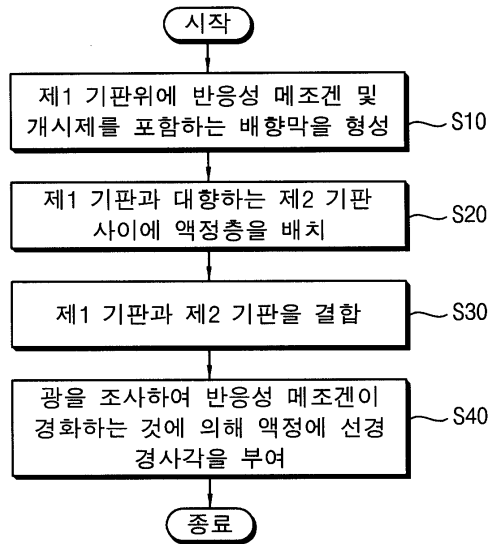 시작
제1 기판위에 반응성 메조겐 및
개시제를 포함하는 배향막을 형성
S10
제1 기판과 대향하는 제2 기판
사이에 액정층을 배치
S20
제1 기판과 제2 기판을 결합
S30
광을 조사하여 반응성 메조겐이
경화하는 것에 의해 액정에 선경
경사각을 부여
S40
종료